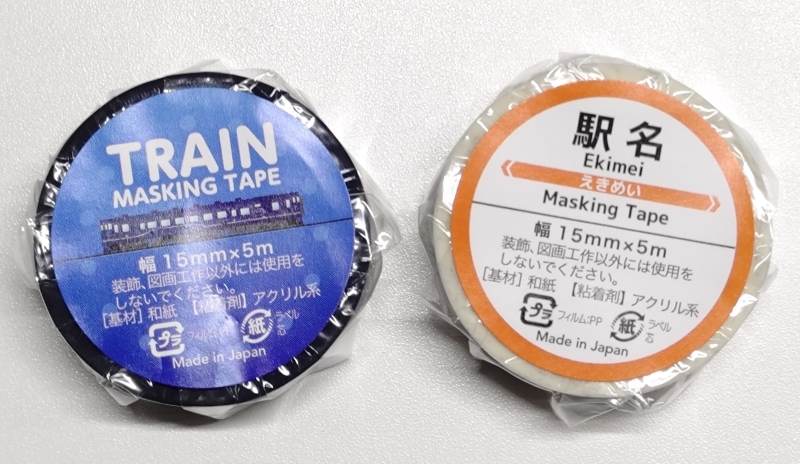 TRAIN
MASKING TAPE
幅 15mm×5m
装飾、図画工作以外には使用を
しないでください。
[基材] 和紙 【粘着剤】アクリル系
プラ
紙
ラベル
芯
Made in Japan
駅名
Ekimei
えきめい
Masking Tape
幅 15mm×5m
装飾、図画工作以外には使用を
しないでください。
[基材] 和紙 【粘着剤】アクリル系
プラ フィルム:PP
紙
ラベル
芯
Made in Japan